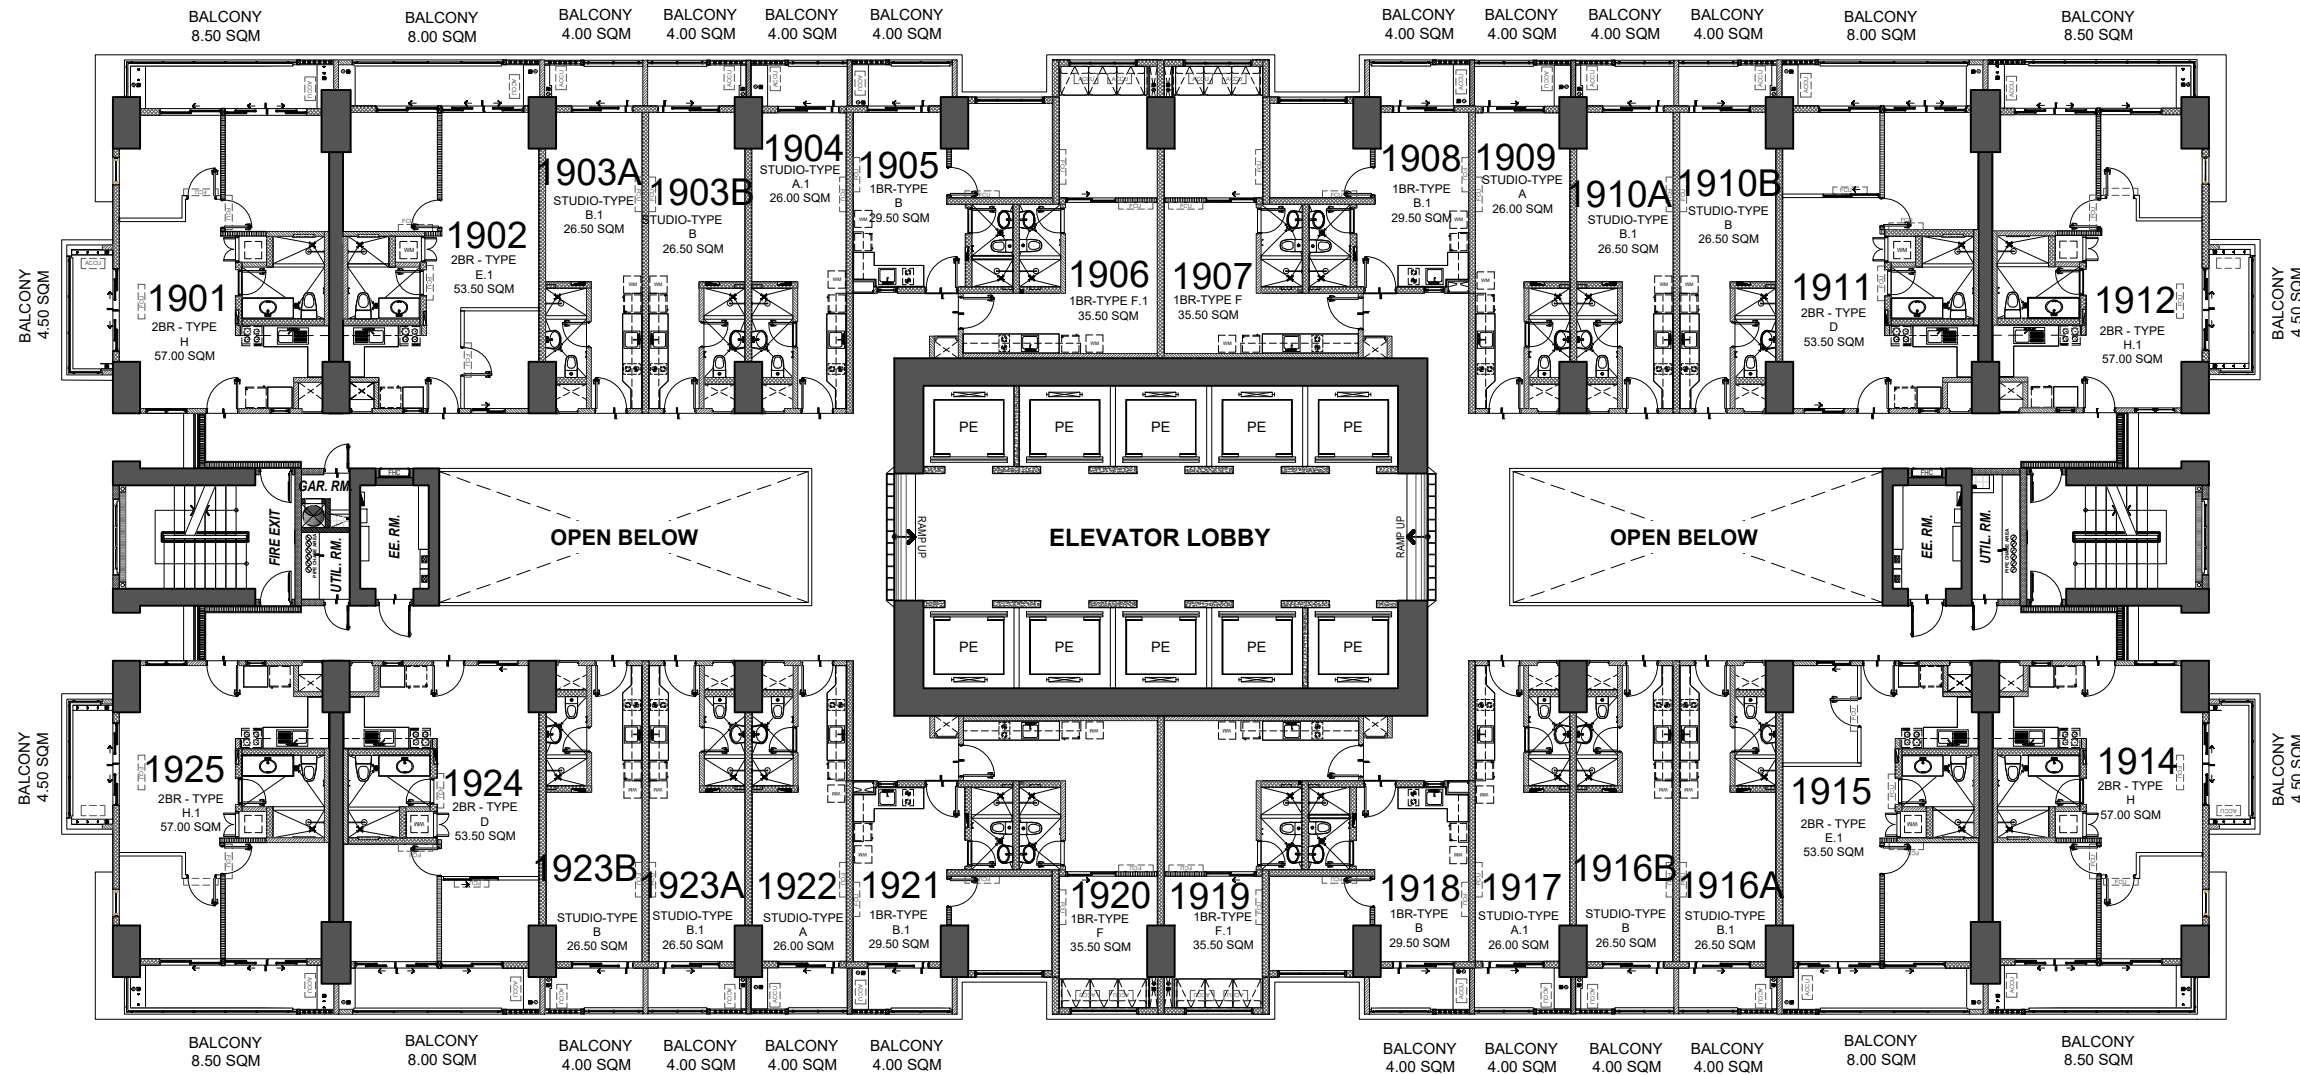 BALCONY
8.50 SQM
BALCONY
8.00 SQM
BALCONY
4.00 SQM
BALCONY
4.00 SQM
BALCONY
4.00 SQM
BALCONY
4.00 SQM
BALCONY
4.00 SQM
BALCONY
4.00 SQM
BALCONY
4.00 SQM
BALCONY
4.00 SQM
BALCONY
8.00 SQM
BALCONY
8.50 SQM
BALCONY
4.50 SQM
1901
2BR - TYPE
H
57.00 SQM
1902
2BR - TYPE
E.1
53.50 SQM
1903A
STUDIO-TYPE
B.1
26.50 SQM
1903B
STUDIO-TYPE
B
26.50 SQM
1904
STUDIO-TYPE
A.1
26.00 SQM
1905
1BR-TYPE
B
29.50 SQM
1906
1BR-TYPE F.1
35.50 SQM
1907
1BR-TYPE F
35.50 SQM
1908
1BR-TYPE
B.1
29.50 SQM
1909
STUDIO-TYPE
A
26.00 SQM
1910A
STUDIO-TYPE
B.1
26.50 SQM
1910B
STUDIO-TYPE
B
26.50 SQM
1911
2BR - TYPE
D
53.50 SQM
1912
2BR - TYPE
H.1
57.00 SQM
BALCONY
4.50 SQM
PE
PE
PE
PE
PE
FIRE EXIT
GAR. RM.
UTIL. RM.
PIPE CHASE AREA
FHC
EE. RM.
OPEN BELOW
RAMP UP
ELEVATOR LOBBY
RAMP UP
OPEN BELOW
FHC
EE. RM.
UTIL. RM.
PIPE CHASE AREA
PE
PE
PE
PE
PE
BALCONY
4.50 SQM
1925
2BR - TYPE
H.1
57.00 SQM
1924
2BR - TYPE
D
53.50 SQM
1923B
STUDIO-TYPE
B
26.50 SQM
1923A
STUDIO-TYPE
B.1
26.50 SQM
1922
STUDIO-TYPE
A
26.00 SQM
1921
1BR-TYPE
B.1
29.50 SQM
1920
1BR-TYPE
F
35.50 SQM
1919
1BR-TYPE
F.1
35.50 SQM
1918
1BR-TYPE
B
29.50 SQM
1917
STUDIO-TYPE
A.1
26.00 SQM
1916B
STUDIO-TYPE
B
26.50 SQM
1916A
STUDIO-TYPE
B.1
26.50 SQM
1915
2BR - TYPE
E.1
53.50 SQM
1914
2BR - TYPE
H
57.00 SQM
BALCONY
4.50 SQM
BALCONY
8.50 SQM
BALCONY
8.00 SQM
BALCONY
4.00 SQM
BALCONY
4.00 SQM
BALCONY
4.00 SQM
BALCONY
4.00 SQM
BALCONY
4.00 SQM
BALCONY
4.00 SQM
BALCONY
4.00 SQM
BALCONY
4.00 SQM
BALCONY
8.00 SQM
BALCONY
8.50 SQM